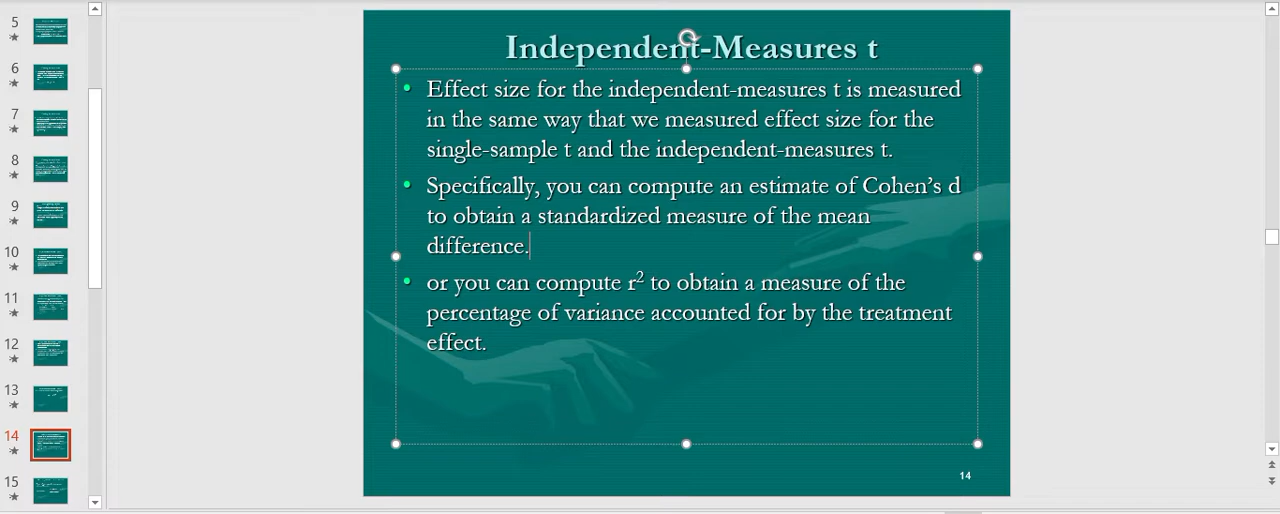 5
6
7
8
9
10
11
12
13
14
15
Independent-Measures t
• Effect size for the independent-measures t is measured
in the same way that we measured effect size for the
single-sample t and the independent-measures t.
• Specifically, you can compute an estimate of Cohen’s d
to obtain a standardized measure of the mean
difference.
• or you can compute r² to obtain a measure of the
percentage of variance accounted for by the treatment
effect.
14